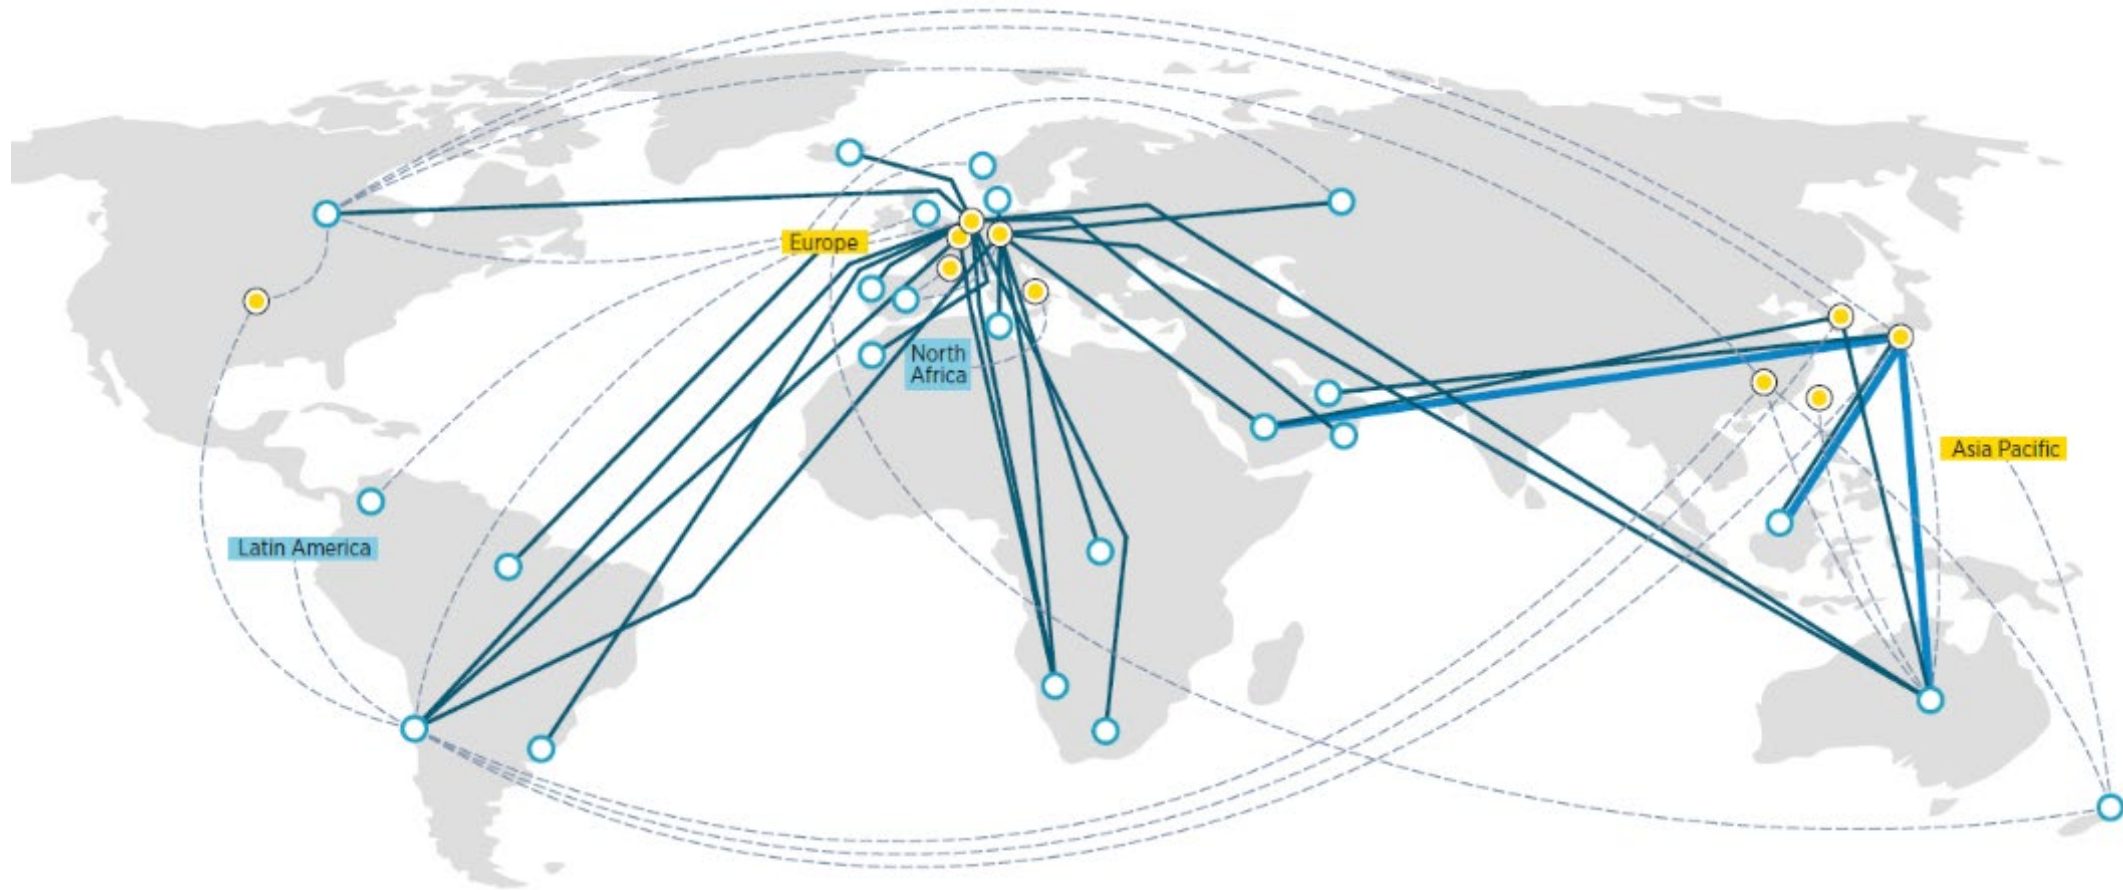 Europe
North
Africa
Latin America
Asia Pacific